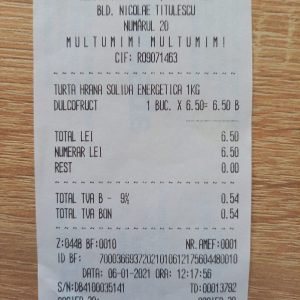 BLD. NICOLAE TITULESCU
NUMARUL 20
MULTUMIM! MULTUMIM!
CIF: RO9071463
TURTA HRANA SOLIDA ENERGETICA 1KG
DULCOFRUCT 1 BUC. X 6.50= 6.50 B
TOTAL LEI 6.50
NUMERAR LEI 6.50
REST 0.00
TOTAL TVA B - 9% 0.54
TOTAL TVA BON 0.54
Z:0448 BF:0010 NR.AMEF:0001
ID BF: 70003669372021010612175604480010
DATA: 06-01-2021 ORA: 12:17:56
S/N:DB4100035141 TD:00013792